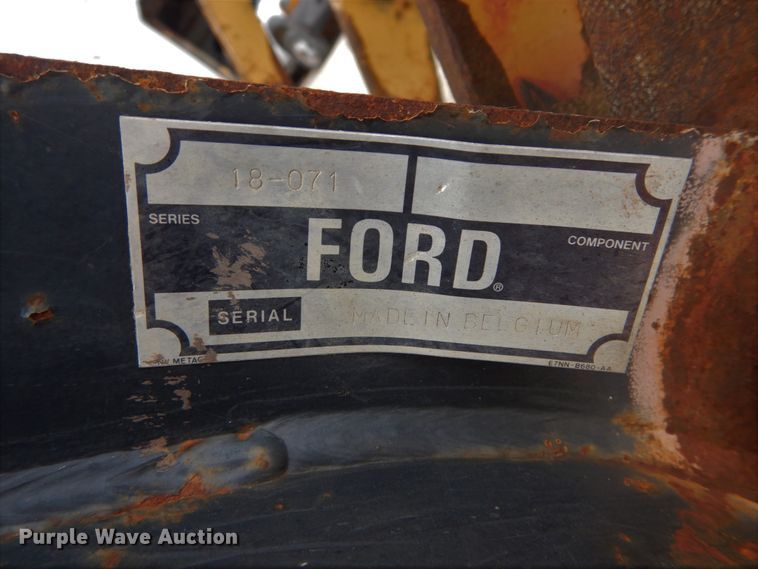 18-071
SERIES
COMPONENT
FORD®
SERIAL
MADE IN BELGIUM
METAC
E7NN-B680-AA
Purple Wave Auction